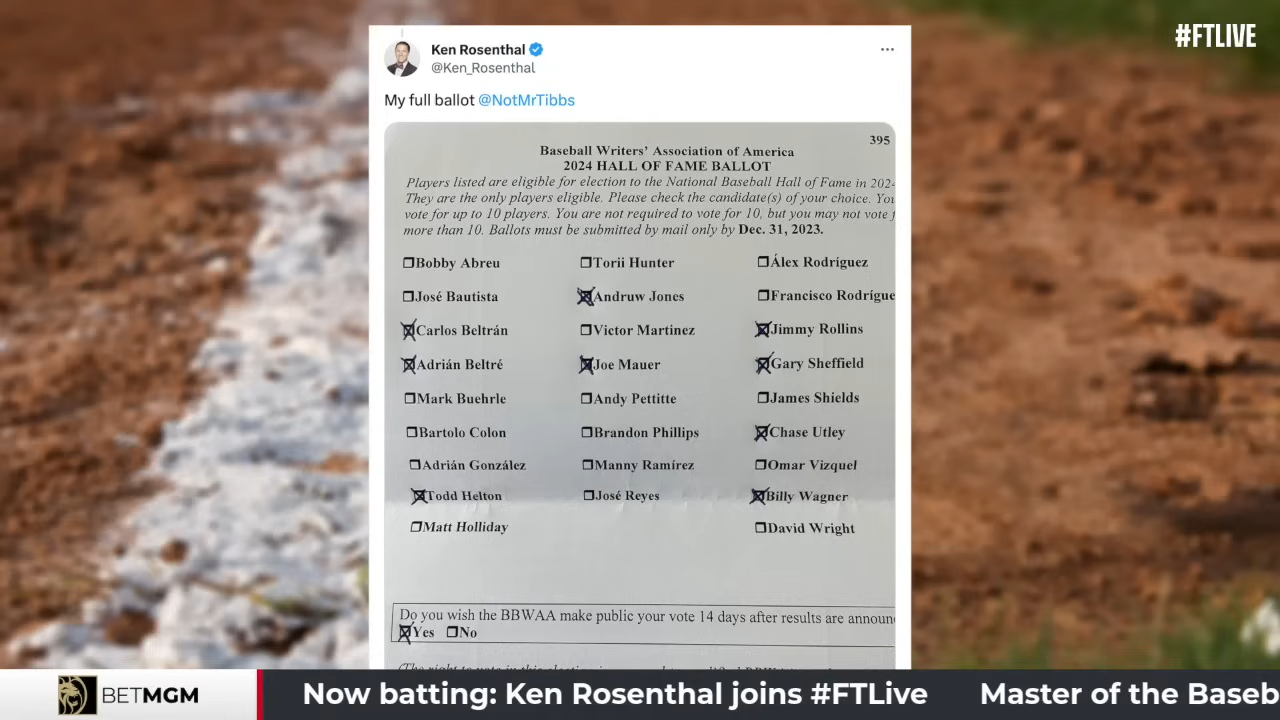 #FTLIVE
Ken Rosenthal
@Ken_Rosenthal
My full ballot @NotMrTibbs
395
Baseball Writers' Association of America
2024 HALL OF FAME BALLOT
Players listed are eligible for election to the National Baseball Hall of Fame in 202
They are the only players eligible. Please check the candidate(s) of your choice. You
vote for up to 10 players. You are not required to vote for 10, but you may not vote
more than 10. Ballots must be submitted by mail only by Dec. 31, 2023.
Bobby Abreu
José Bautista
Carlos Beltrán
Adrián Beltré
Mark Buehrle
Bartolo Colon
Adrián González
Todd Helton
Matt Holliday
Torii Hunter
Andruw Jones
Victor Martinez
Joe Mauer
Andy Pettitte
Brandon Phillips
Manny Ramírez
José Reyes
Álex Rodriguez
Francisco Rodrígue
Jimmy Rollins
Gary Sheffield
James Shields
Chase Utley
Omar Vizquel
Billy Wagner
David Wright
Do you wish the BBWAA make public your vote 14 days after results are announ
Yes No
BETMGM
Now batting: Ken Rosenthal joins #FTLive Master of the Baseb